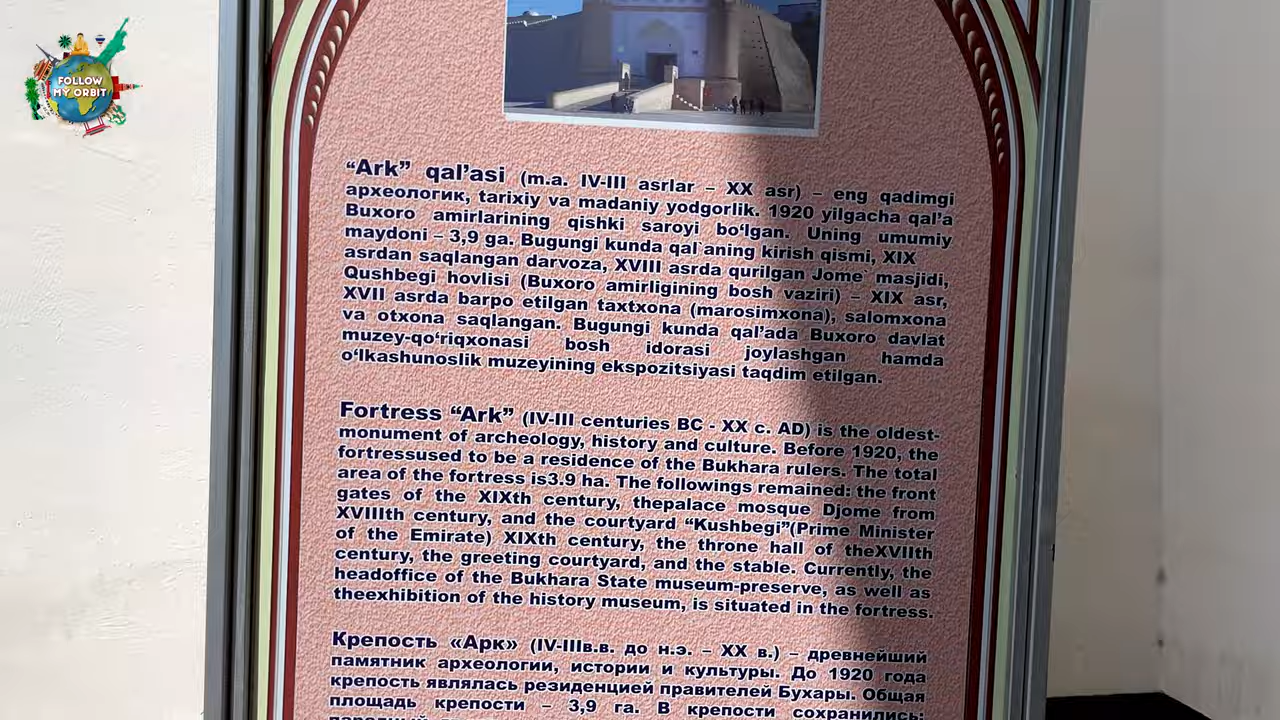 FOLLOW
MY ORBIT
“Ark” qal’asi (m.a. IV-III asrlar – XX asr) – eng qadimgi
археологик, tarixiy va madaniy yodgorlik. 1920 yilgacha qal’a
Buxoro amirlarining qishki saroyi bo‘lgan. Uning umumiy
maydoni – 3,9 ga. Bugungi kunda qal’aning kirish qismi, XIX
asrdan saqlangan darvoza, XVIII asrda qurilgan Jome’ masjidi,
Qushbegi hovlisi (Buxoro amirligining bosh vaziri) – XIX asr,
XVII asrda barpo etilgan taxtxona (marosimxona), salomxona
va otxona saqlangan. Bugungi kunda qal’ada Buxoro davlat
muzey-qo‘riqxonasi bosh idorasi joylashgan hamda
o‘lkashunoslik muzeyining ekspozitsiyasi taqdim etilgan.
Fortress “Ark” (IV-III centuries BC - XX c. AD) is the oldest-
monument of archeology, history and culture. Before 1920, the
fortressused to be a residence of the Bukhara rulers. The total
area of the fortress is3.9 ha. The followings remained: the front
gates of the XIXth century, thepalace mosque Djome from
XVIIIth century, and the courtyard “Kushbegi”(Prime Minister
of the Emirate) XIXth century, the throne hall of theXVIIth
century, the greeting courtyard, and the stable. Currently, the
headoffice of the Bukhara State museum-preserve, as well as
theexhibition of the history museum, is situated in the fortress.
Крепость «Арк» (IV-IIIв.в. до н.э. – XX в.) – древнейший
памятник археологии, истории и культуры. До 1920 года
крепость являлась резиденцией правителей Бухары. Общая
площадь крепости – 3,9 га. В крепости сохранились: